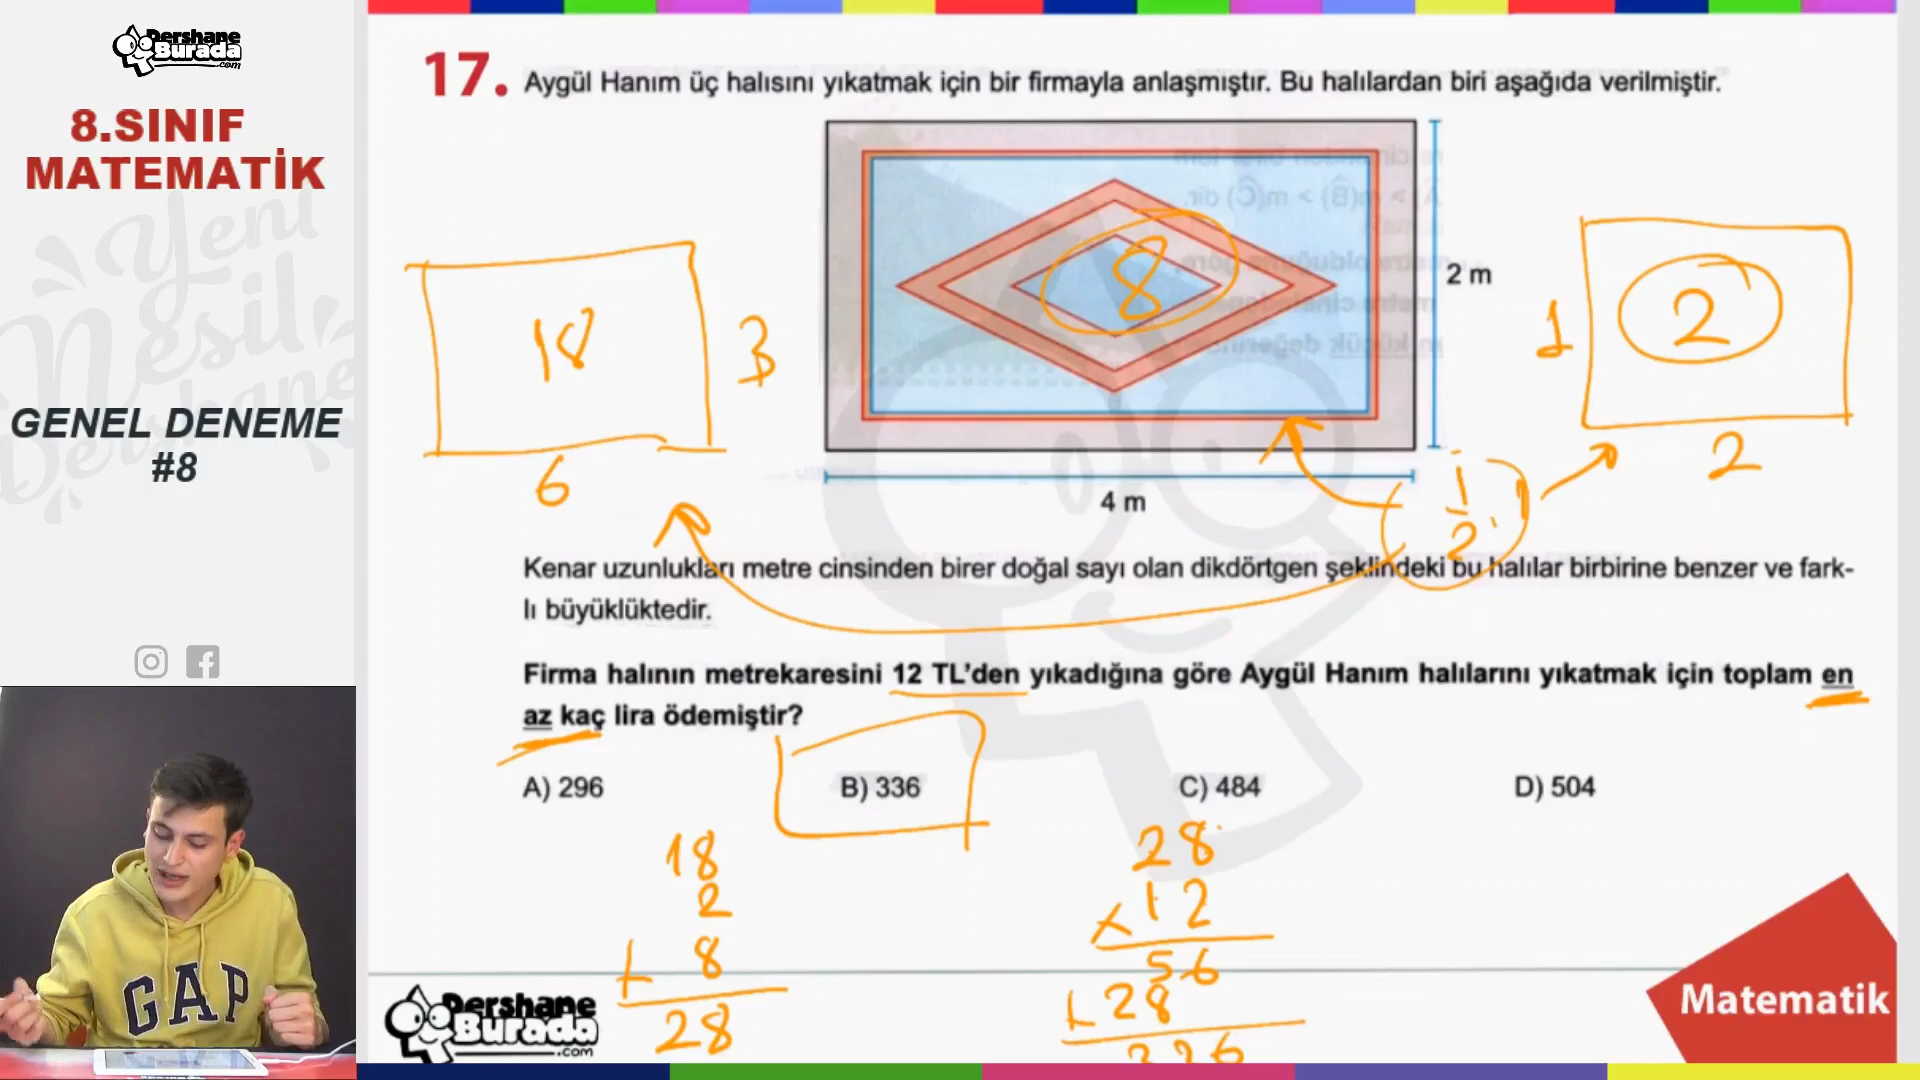 Dershane
Burada
.com
8.SINIF
MATEMATİK
Yeni
Nesil
Dershane
GENEL DENEME
#8
GAP
17. Aygül Hanım üç halısını yıkatmak için bir firmayla anlaşmıştır. Bu halılardan biri aşağıda verilmiştir.
18
3
6
8
2 m
4 m
1
2
2
1/2
Kenar uzunlukları metre cinsinden birer doğal sayı olan dikdörtgen şeklindeki bu halılar birbirine benzer ve fark-
lı büyüklüktedir.
Firma halının metrekaresini 12 TL'den yıkadığına göre Aygül Hanım halılarını yıkatmak için toplam en
az kaç lira ödemiştir?
A) 296 B) 336 C) 484 D) 504
18
2
+ 8
28
28
x 12
56
+ 28
336
Dershane
Burada
.com
Matematik